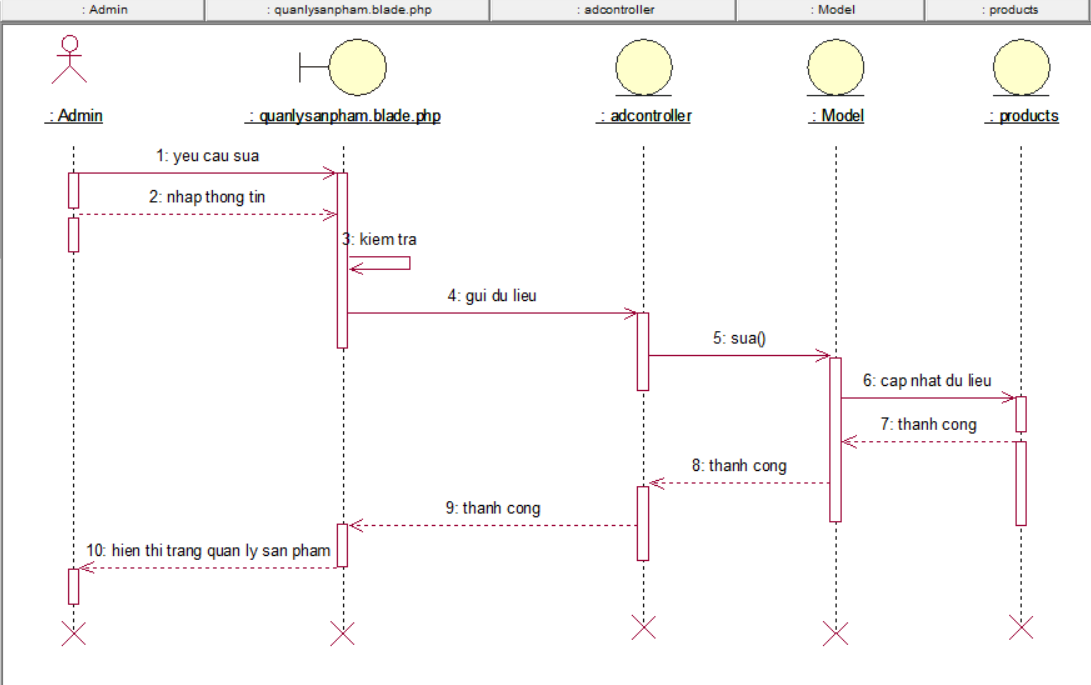 : Admin
: quanlysanpham.blade.php
: adcontroller
: Model
: products
: Admin
: quanlysanpham.blade.php
: adcontroller
: Model
: products
1: yeu cau sua
2: nhap thong tin
3: kiem tra
4: gui du lieu
5: sua()
6: cap nhat du lieu
7: thanh cong
8: thanh cong
9: thanh cong
10: hien thi trang quan ly san pham